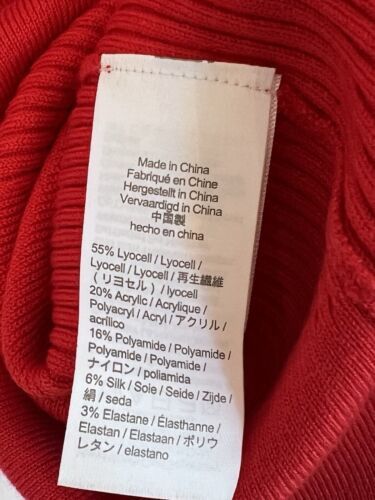 Made in China
Fabriqué en Chine
Hergestellt in China
Vervaardigd in China
中国製
hecho en china
55% Lyocell / Lyocell /
Lyocell / Lyocell / 再生繊維
(リヨセル) / lyocell
20% Acrylic / Acrylique /
Polyacryl / Acryl / アクリル /
acrílico
16% Polyamide / Polyamide /
Polyamide / Polyamide /
ナイロン / poliamida
6% Silk / Soie / Seide / Zijde /
絹 / seda
3% Elastane / Élasthanne /
Elastan / Elastaan / ポリウ
レタン / elastano